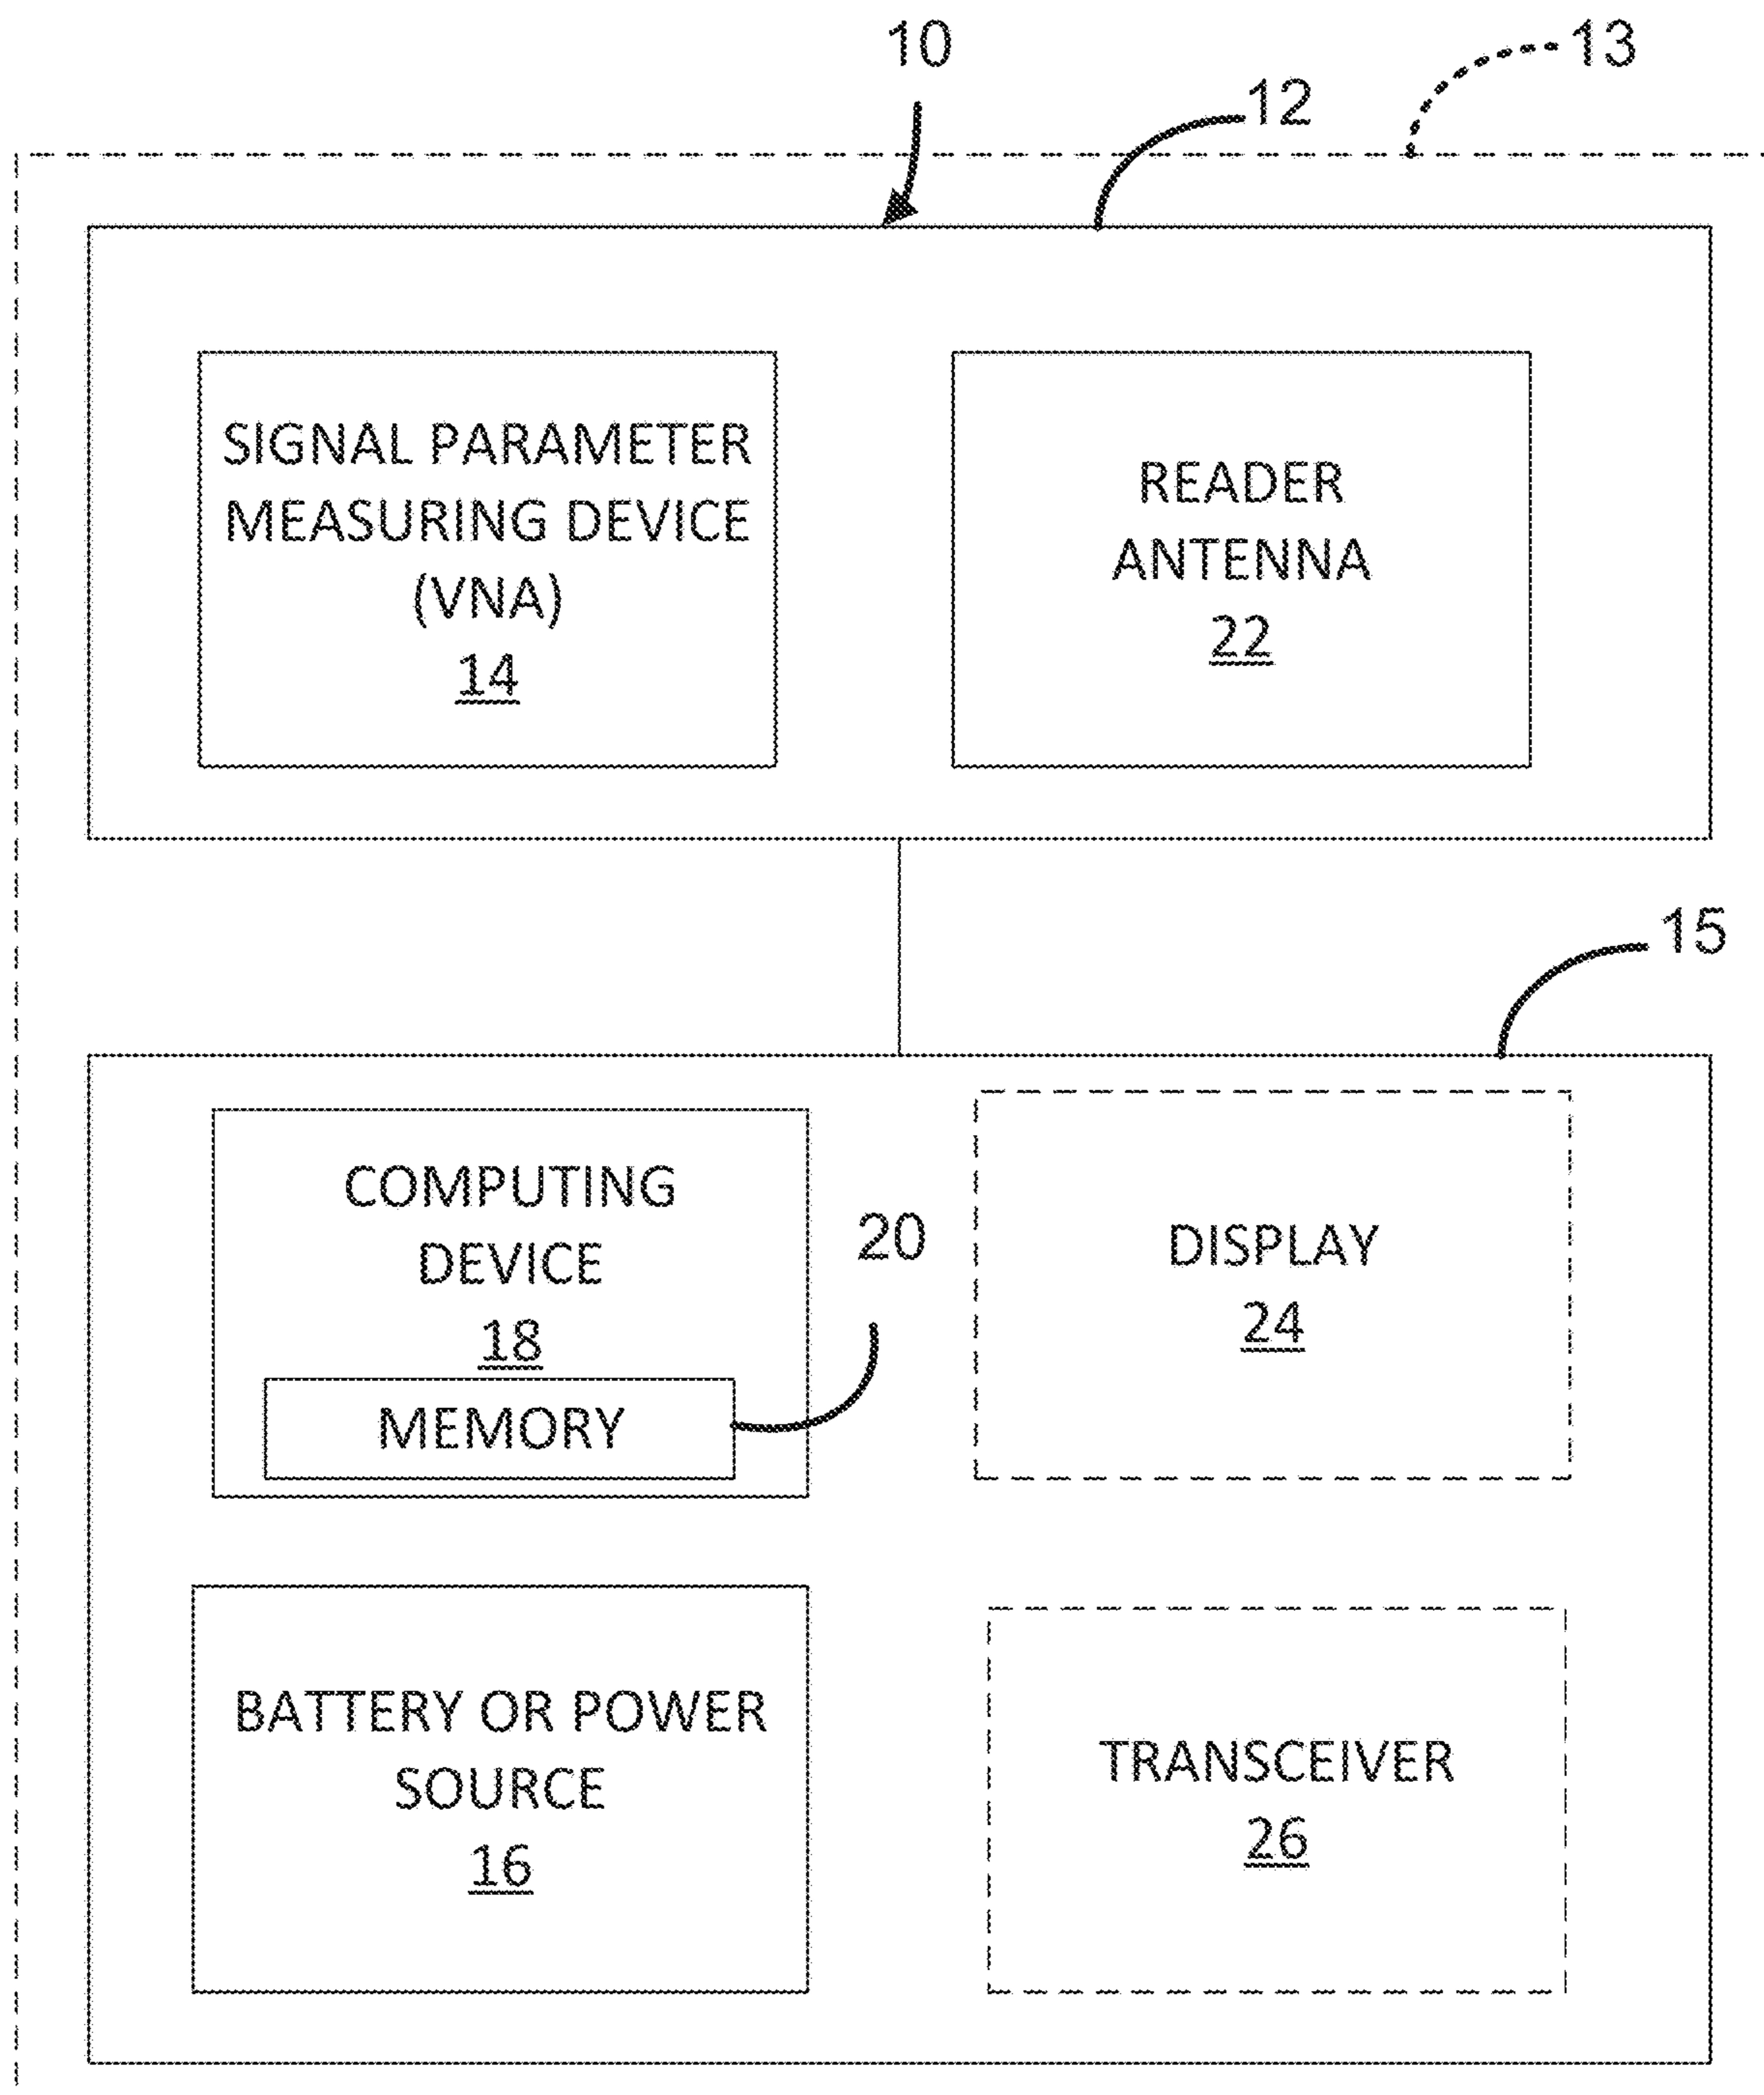 10
13
12
SIGNAL PARAMETER
MEASURING DEVICE
(VNA)
14
READER
ANTENNA
22
15
COMPUTING
DEVICE
18
MEMORY
20
DISPLAY
24
BATTERY OR POWER
SOURCE
16
TRANSCEIVER
26